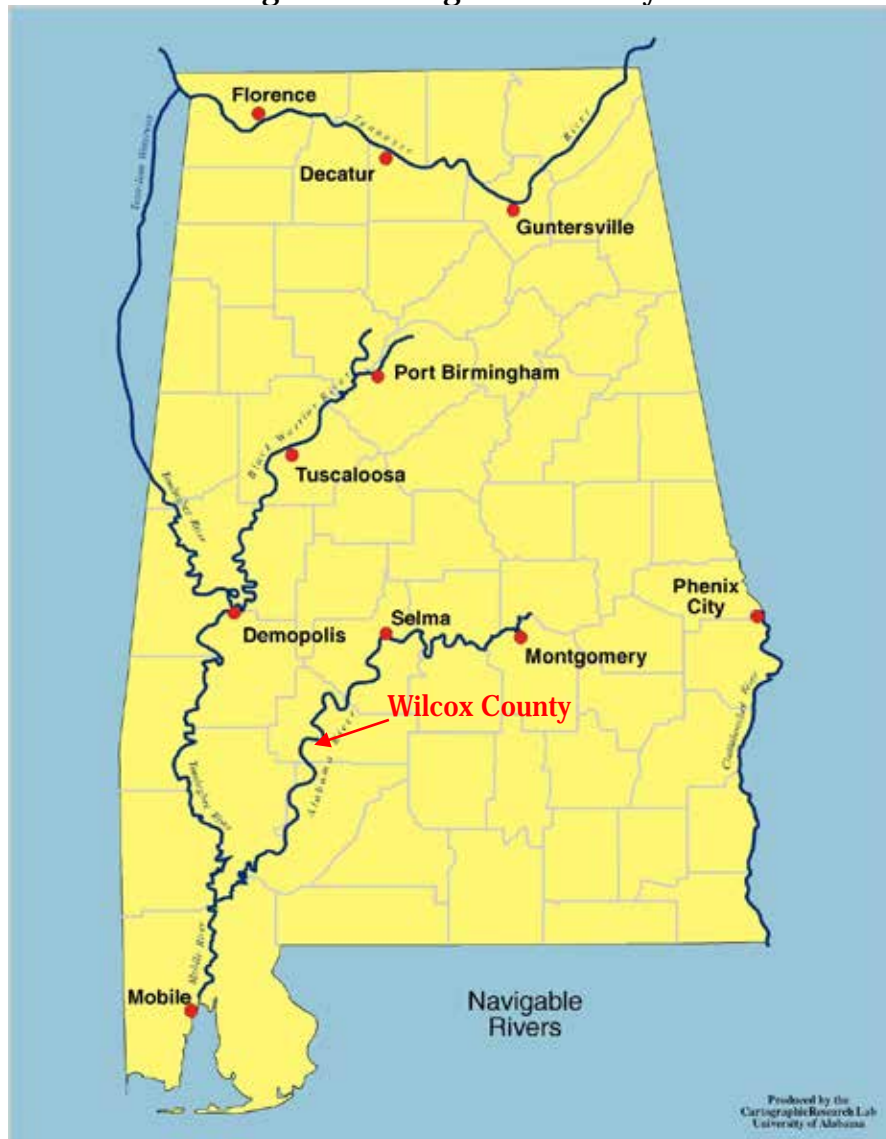 Florence
Tennessee
River
Decatur
Guntersville
Port Birmingham
Black Warrior River
Tuscaloosa
Tombigbee River
Phenix
City
Selma
Demopolis
Montgomery
Wilcox County
Alabama River
Chattahoochee River
Tombigbee River
Mobile River
Mobile
Navigable
Rivers
Produced by the
Cartographic Research Lab
University of Alabama